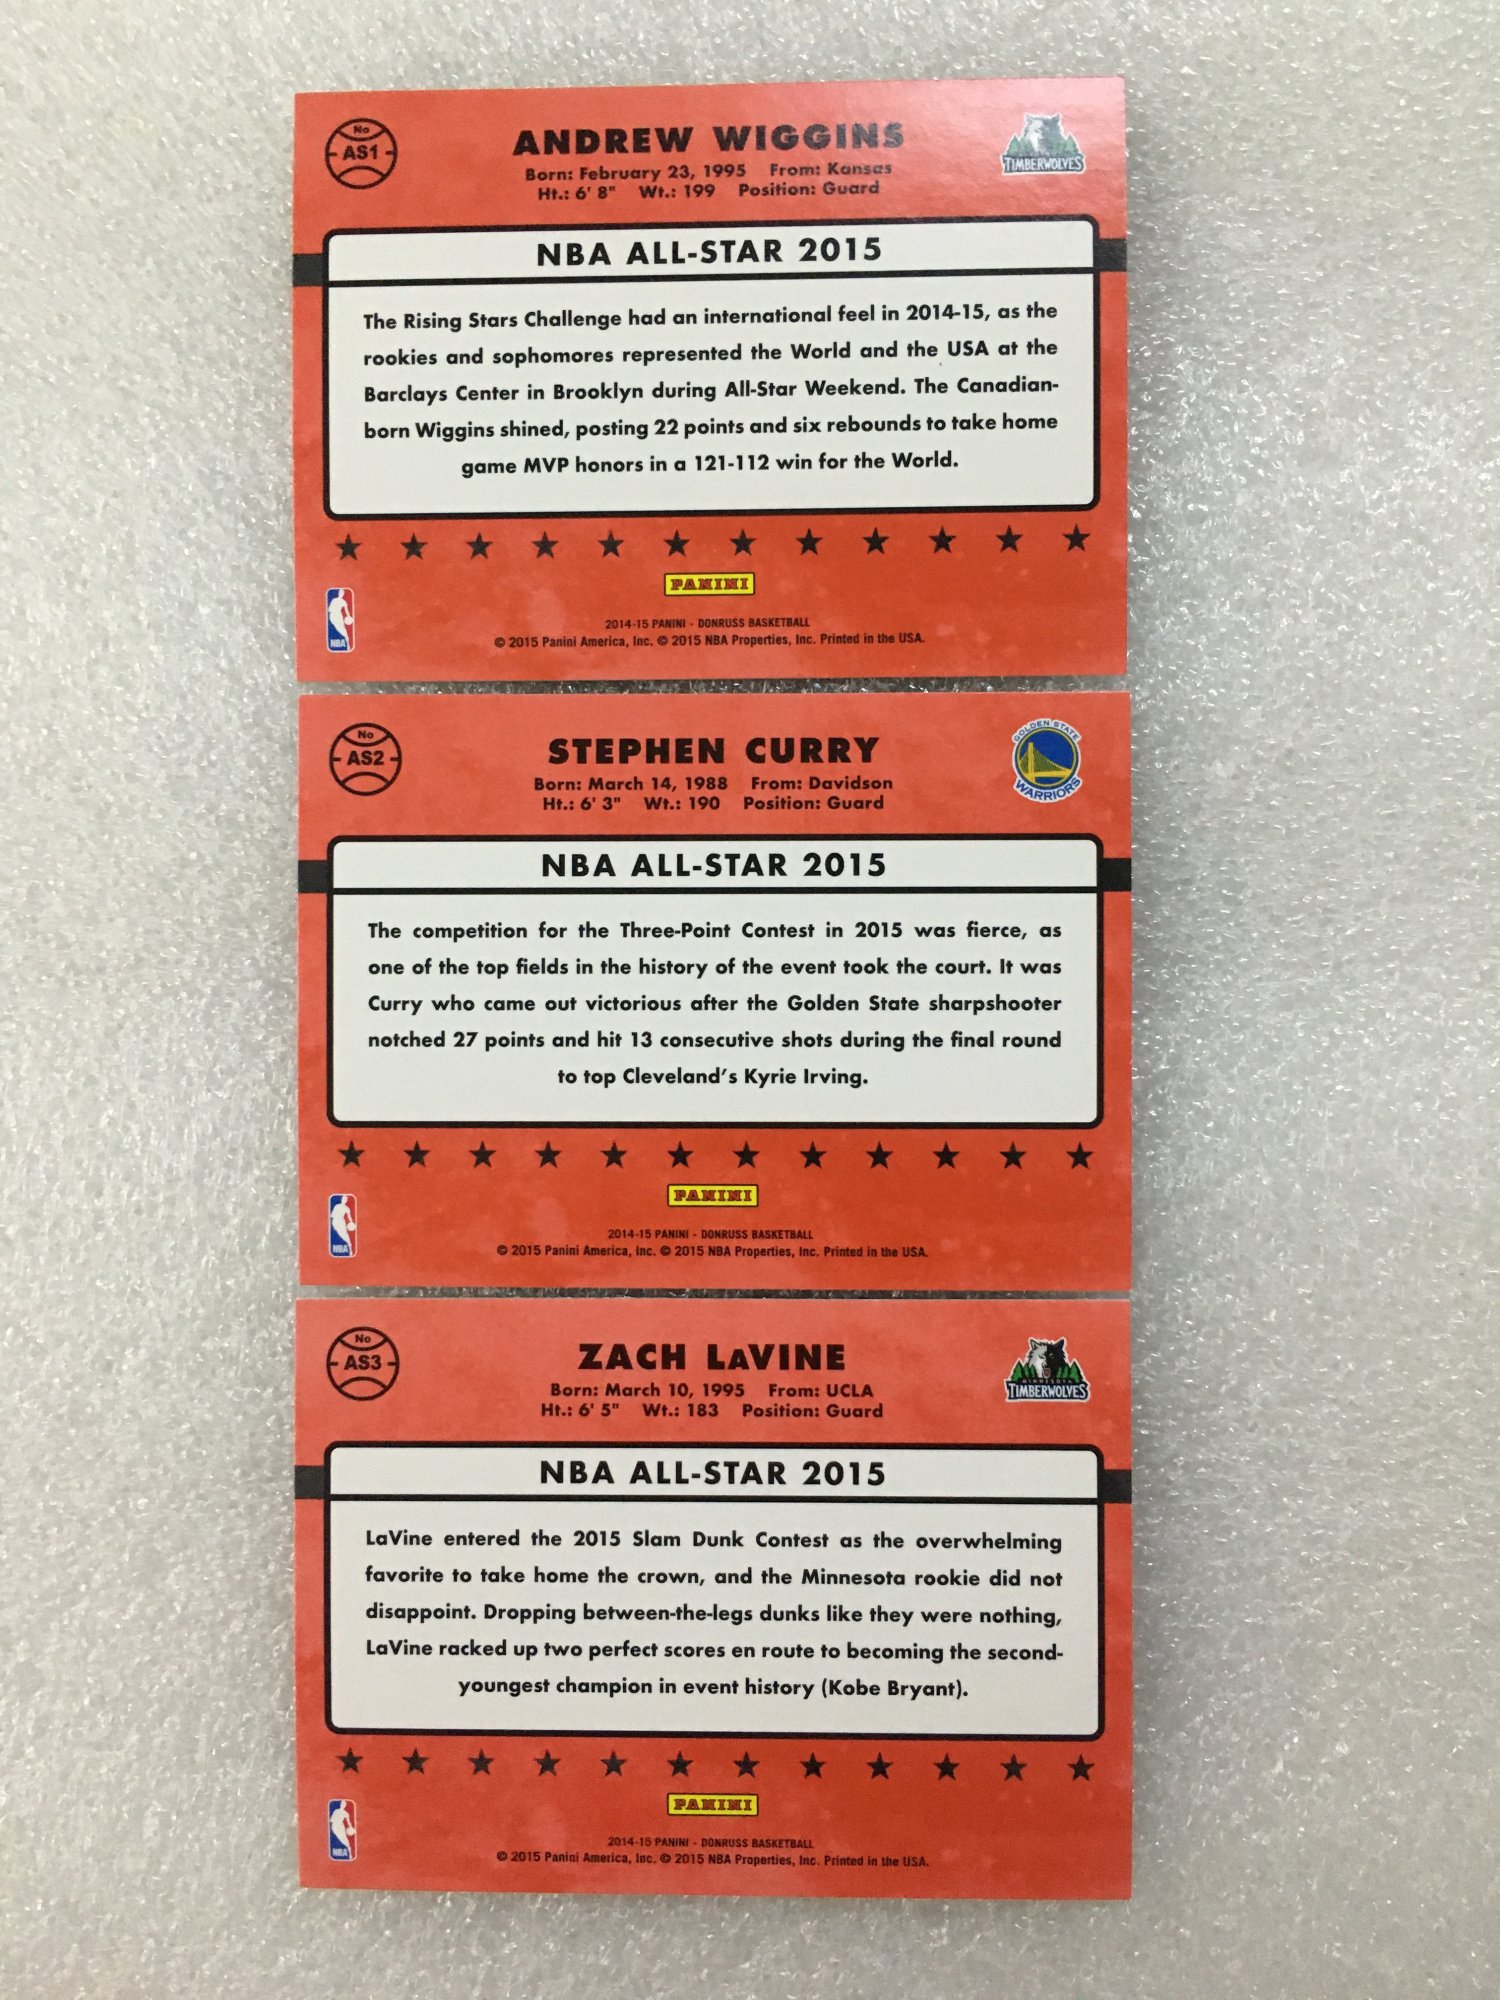 No
AS1
ANDREW WIGGINS
Born: February 23, 1995 From: Kansas
Ht.: 6' 8" Wt.: 199 Position: Guard
TIMBERWOLVES
NBA ALL-STAR 2015
The Rising Stars Challenge had an international feel in 2014-15, as the
rookies and sophomores represented the World and the USA at the
Barclays Center in Brooklyn during All-Star Weekend. The Canadian-
born Wiggins shined, posting 22 points and six rebounds to take home
game MVP honors in a 121-112 win for the World.
PANINI
NBA
2014-15 PANINI - DONRUSS BASKETBALL
© 2015 Panini America, Inc. © 2015 NBA Properties, Inc. Printed in the USA.
No
AS2
STEPHEN CURRY
Born: March 14, 1988 From: Davidson
Ht.: 6' 3" Wt.: 190 Position: Guard
GOLDEN STATE
WARRIORS
NBA ALL-STAR 2015
The competition for the Three-Point Contest in 2015 was fierce, as
one of the top fields in the history of the event took the court. It was
Curry who came out victorious after the Golden State sharpshooter
notched 27 points and hit 13 consecutive shots during the final round
to top Cleveland's Kyrie Irving.
PANINI
NBA
2014-15 PANINI - DONRUSS BASKETBALL
© 2015 Panini America, Inc. © 2015 NBA Properties, Inc. Printed in the USA.
No
AS3
ZACH LaVINE
Born: March 10, 1995 From: UCLA
Ht.: 6' 5" Wt.: 183 Position: Guard
MINNESOTA
TIMBERWOLVES
NBA ALL-STAR 2015
LaVine entered the 2015 Slam Dunk Contest as the overwhelming
favorite to take home the crown, and the Minnesota rookie did not
disappoint. Dropping between-the-legs dunks like they were nothing,
LaVine racked up two perfect scores en route to becoming the second-
youngest champion in event history (Kobe Bryant).
PANINI
NBA
2014-15 PANINI - DONRUSS BASKETBALL
© 2015 Panini America, Inc. © 2015 NBA Properties, Inc. Printed in the USA.